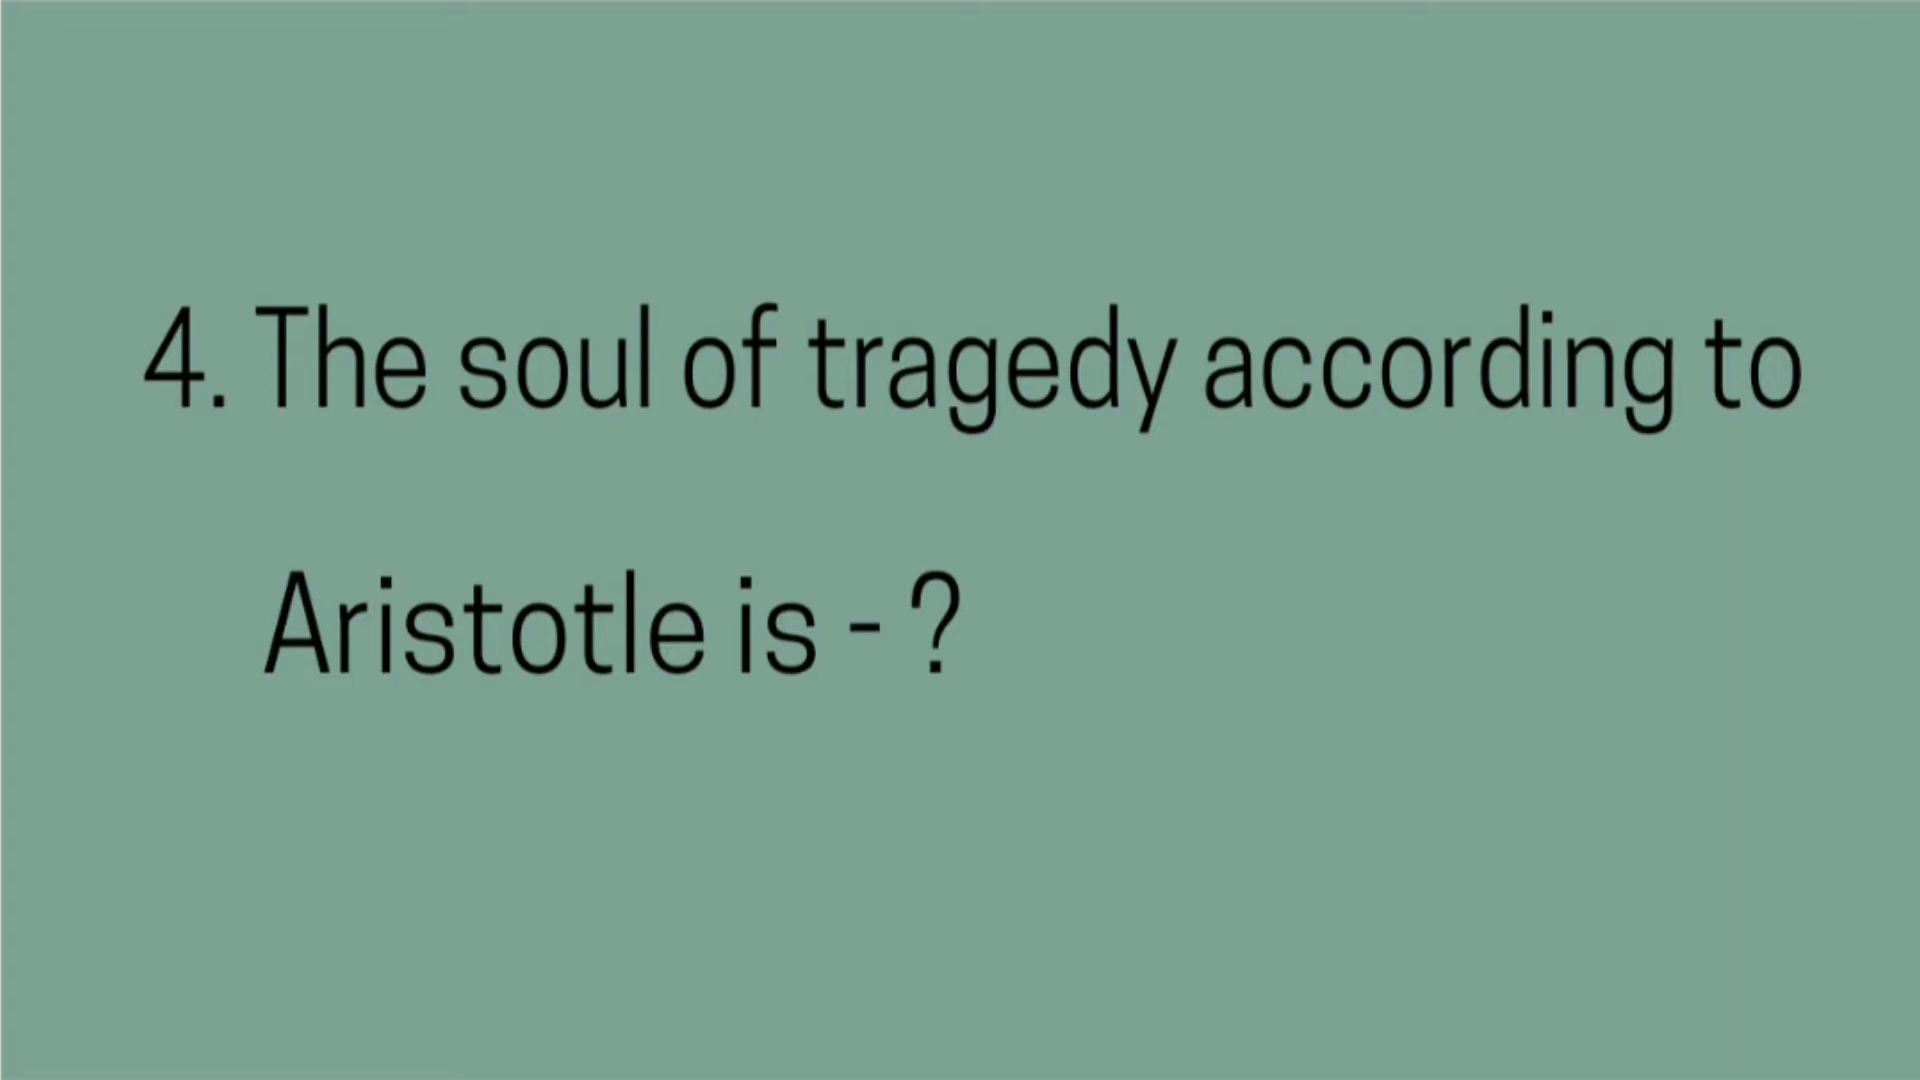 4. The soul of tragedy according to
Aristotle is - ?